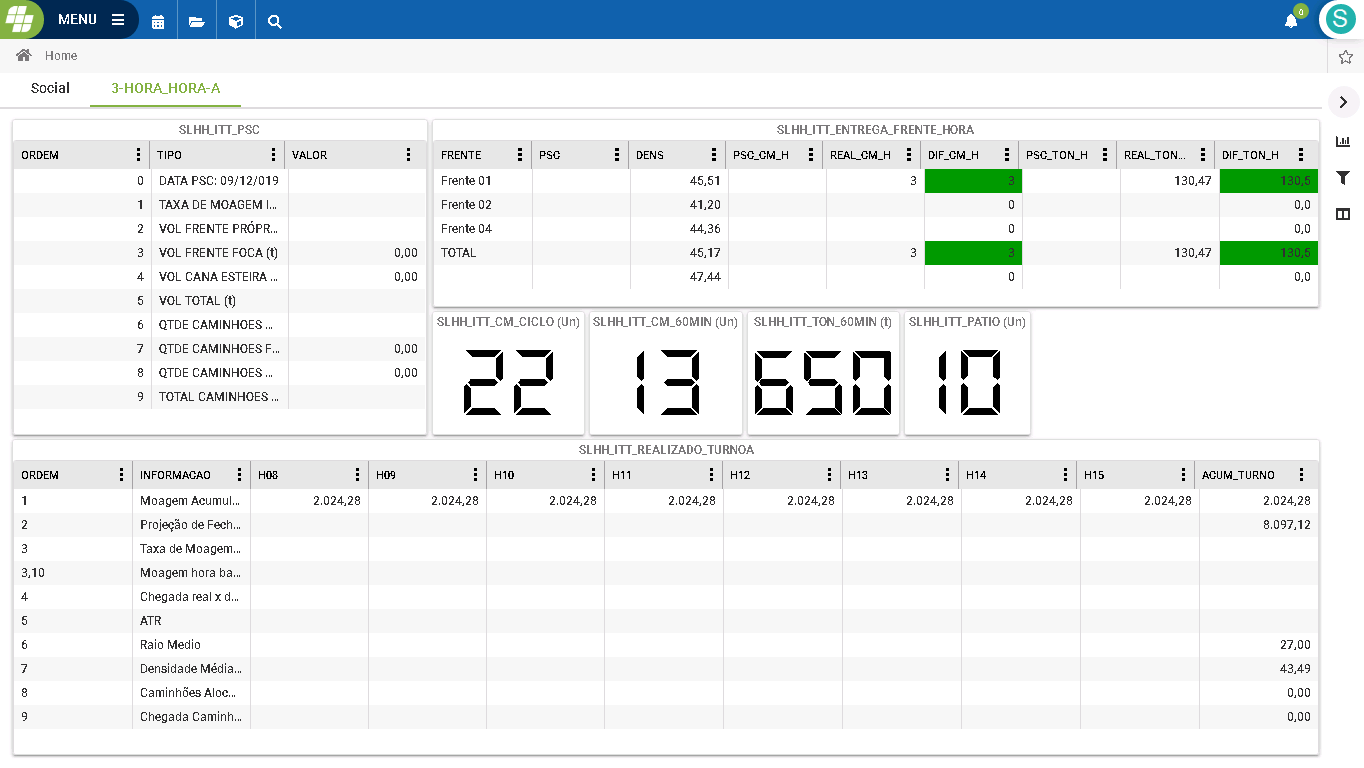 MENU
0
S
Home
Social 3-HORA_HORA-A
SLHH_ITT_PSC
ORDEM TIPO VALOR
0 DATA PSC: 09/12/019
1 TAXA DE MOAGEM I...
2 VOL FRENTE PRÓPR...
3 VOL FRENTE FOCA (t) 0,00
4 VOL CANA ESTEIRA ... 0,00
5 VOL TOTAL (t)
6 QTDE CAMINHOES ...
7 QTDE CAMINHOES F... 0,00
8 QTDE CAMINHOES ... 0,00
9 TOTAL CAMINHOES ...
SLHH_ITT_ENTREGA_FRENTE_HORA
FRENTE PSC DENS PSC_CM_H REAL_CM_H DIF_CM_H PSC_TON_H REAL_TON... DIF_TON_H
Frente 01 45,51 3 3 130,47 130,5
Frente 02 41,20 0 0,0
Frente 04 44,36 0 0,0
TOTAL 45,17 3 3 130,47 130,5
47,44 0 0,0
SLHH_ITT_CM_CICLO (Un) SLHH_ITT_CM_60MIN (Un) SLHH_ITT_TON_60MIN (t) SLHH_ITT_PATIO (Un)
22 13 650 10
SLHH_ITT_REALIZADO_TURNOA
ORDEM INFORMACAO H08 H09 H10 H11 H12 H13 H14 H15 ACUM_TURNO
1 Moagem Acumul... 2.024,28 2.024,28 2.024,28 2.024,28 2.024,28 2.024,28 2.024,28 2.024,28 2.024,28
2 Projeção de Fech... 8.097,12
3 Taxa de Moagem...
3,10 Moagem hora ba...
4 Chegada real x d...
5 ATR
6 Raio Medio 27,00
7 Densidade Média... 43,49
8 Caminhões Aloc... 0,00
9 Chegada Caminh... 0,00